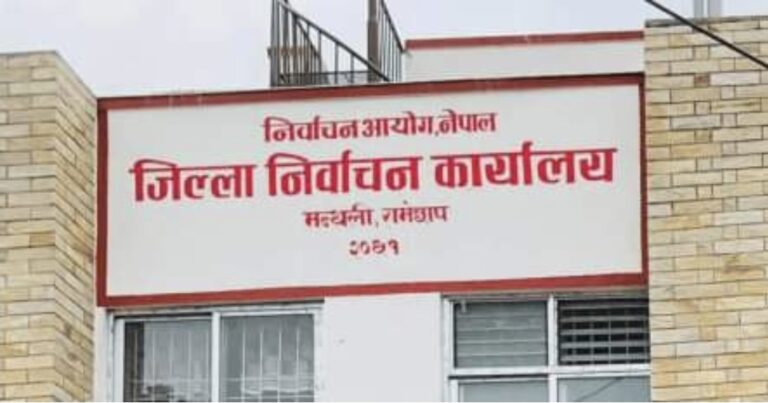 निर्वाचन आयोग,नेपाल
जिल्ला निर्वाचन कार्यालय
मन्थली, रामेछाप
२०७१